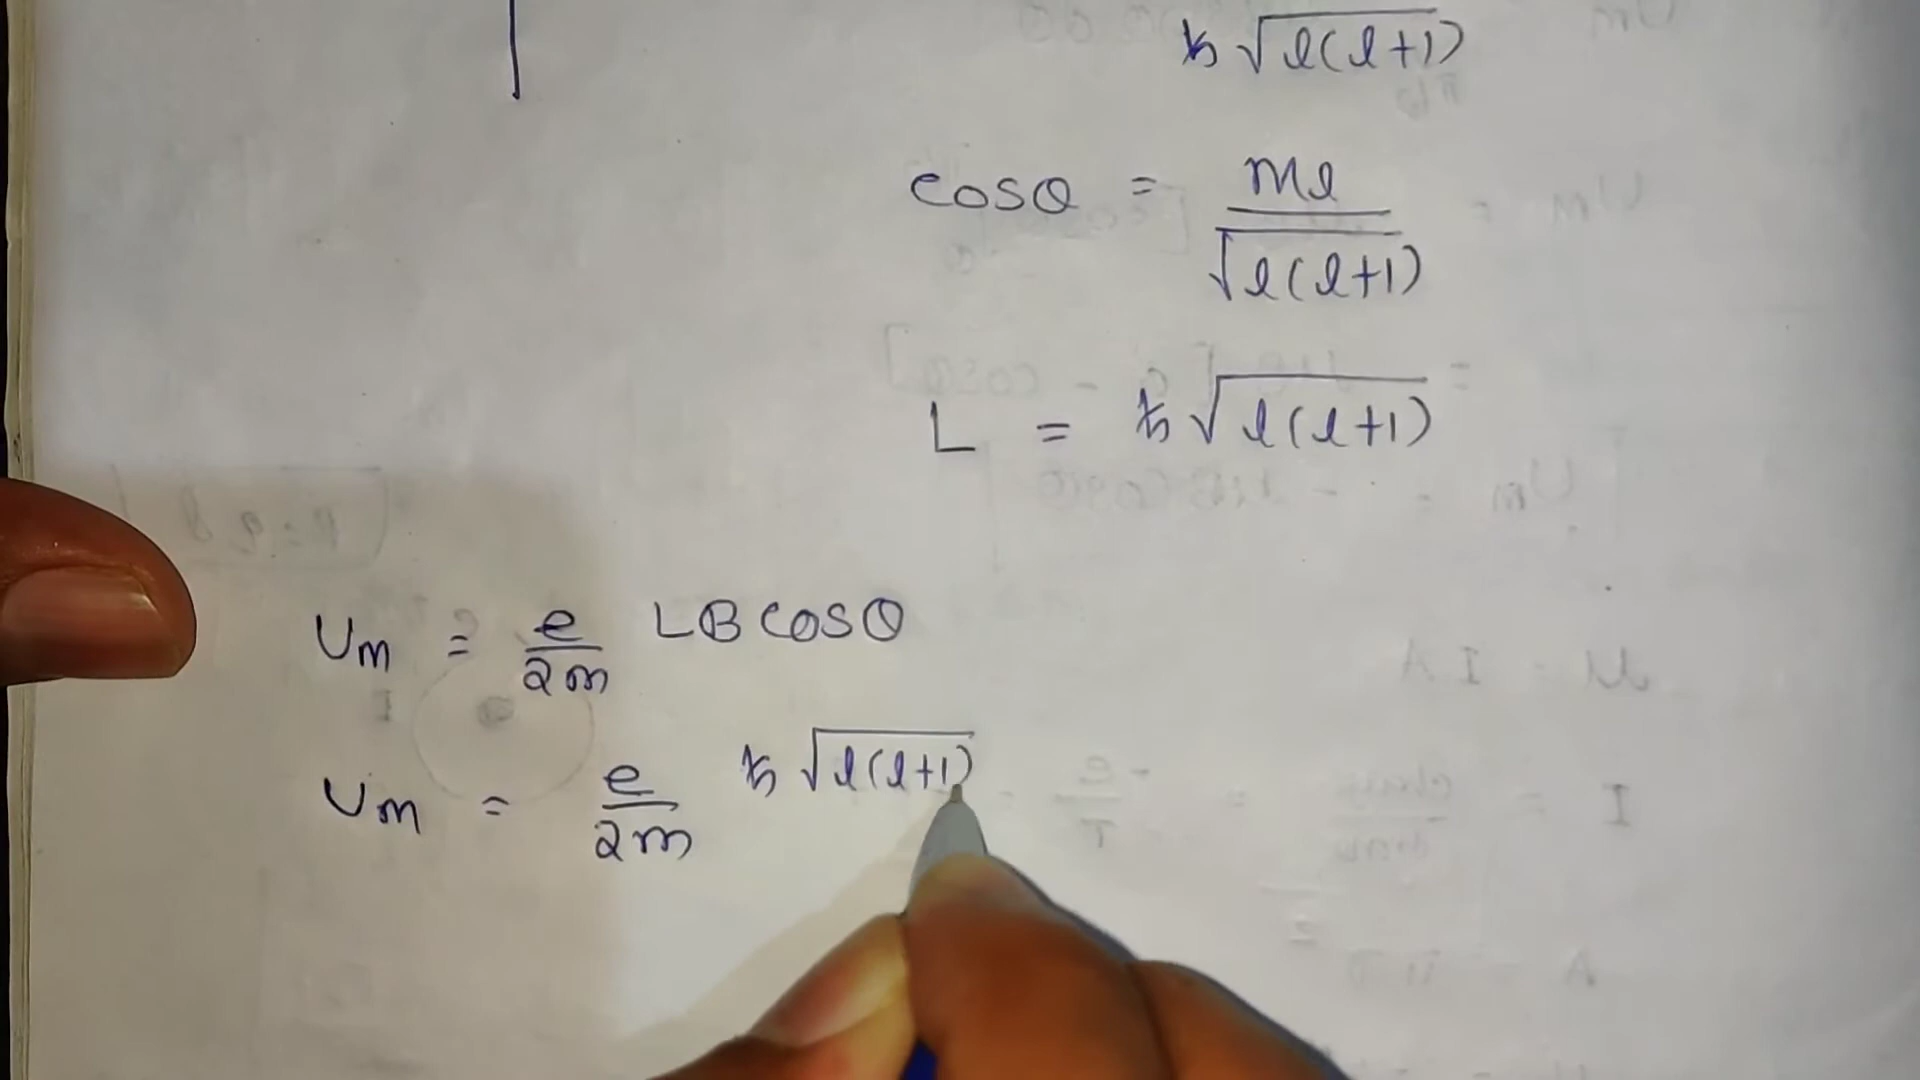 ħ √l(l+1)
cosθ = ml / √l(l+1)
L = ħ √l(l+1)
Um = e/2m LB cosθ
Um = e/2m ħ √l(l+1)